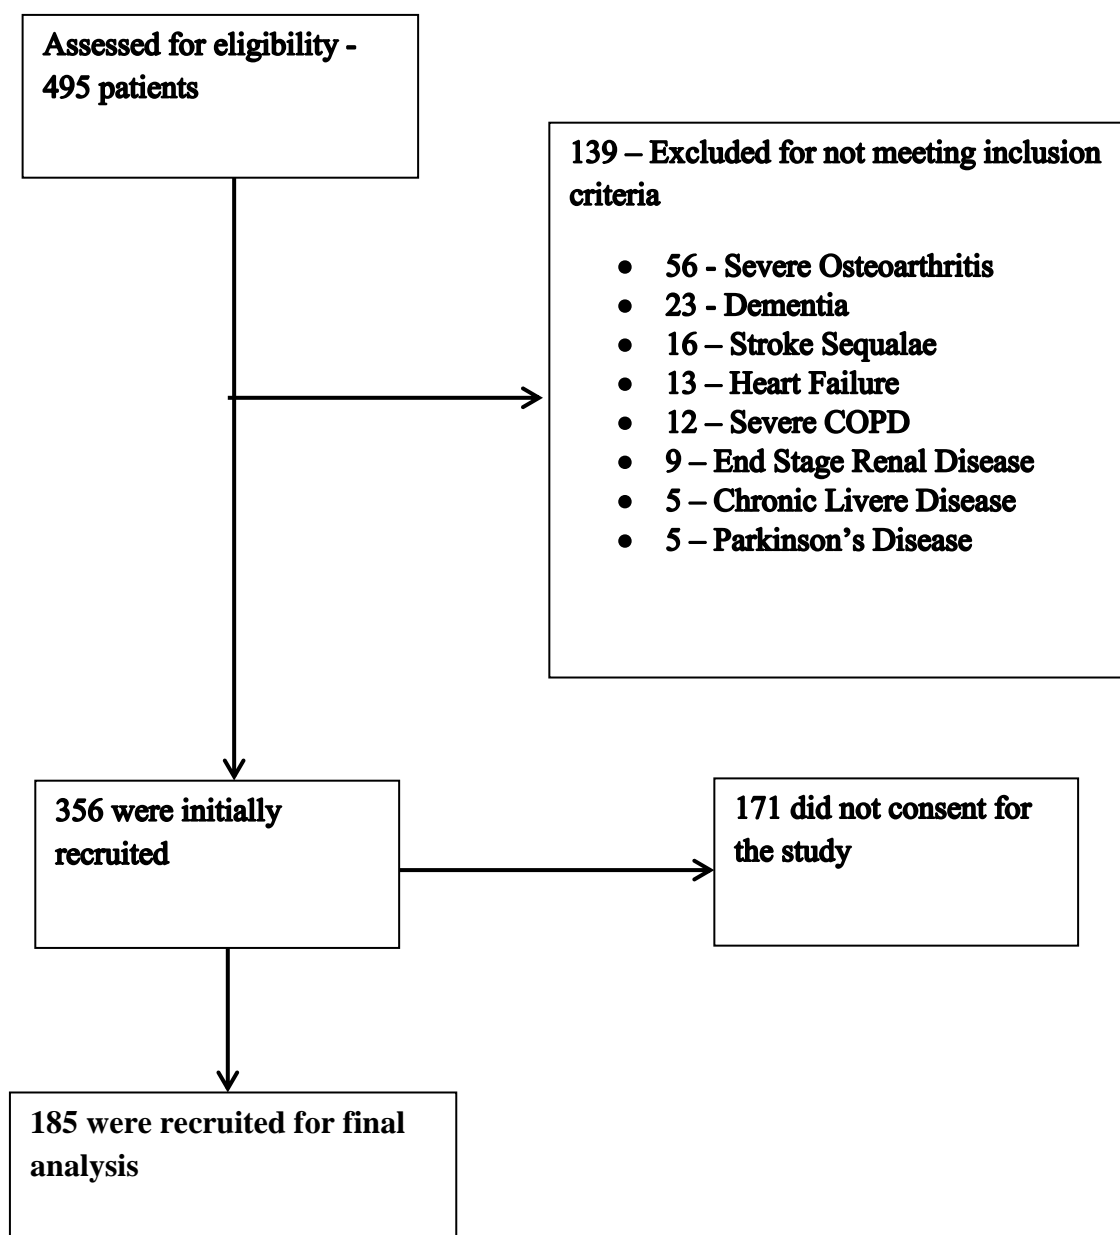 Assessed for eligibility -
495 patients
139 – Excluded for not meeting inclusion
criteria
• 56 - Severe Osteoarthritis
• 23 - Dementia
• 16 – Stroke Sequalae
• 13 – Heart Failure
• 12 – Severe COPD
• 9 – End Stage Renal Disease
• 5 – Chronic Livere Disease
• 5 – Parkinson’s Disease
356 were initially
recruited
171 did not consent for
the study
185 were recruited for final
analysis